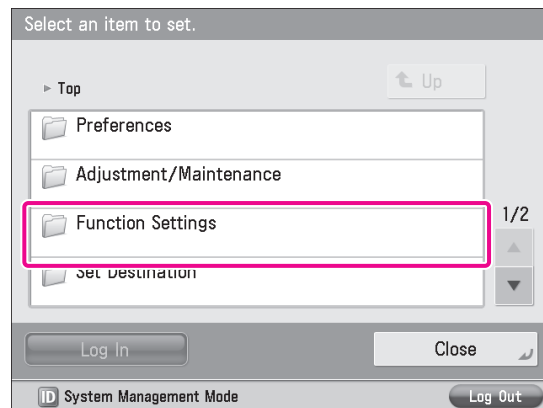 Select an item to set.
▶ Top
Up
Preferences
Adjustment/Maintenance
Function Settings
1/2
Set Destination
Log In
Close
ID System Management Mode
Log Out